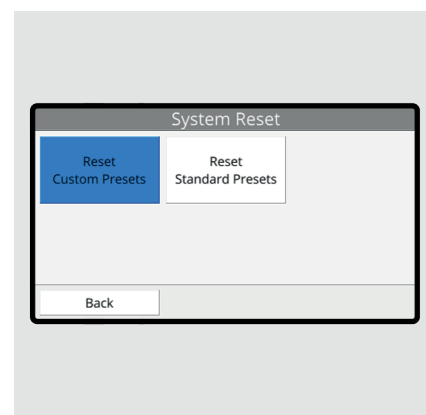 System Reset
Reset
Custom Presets
Reset
Standard Presets
Back